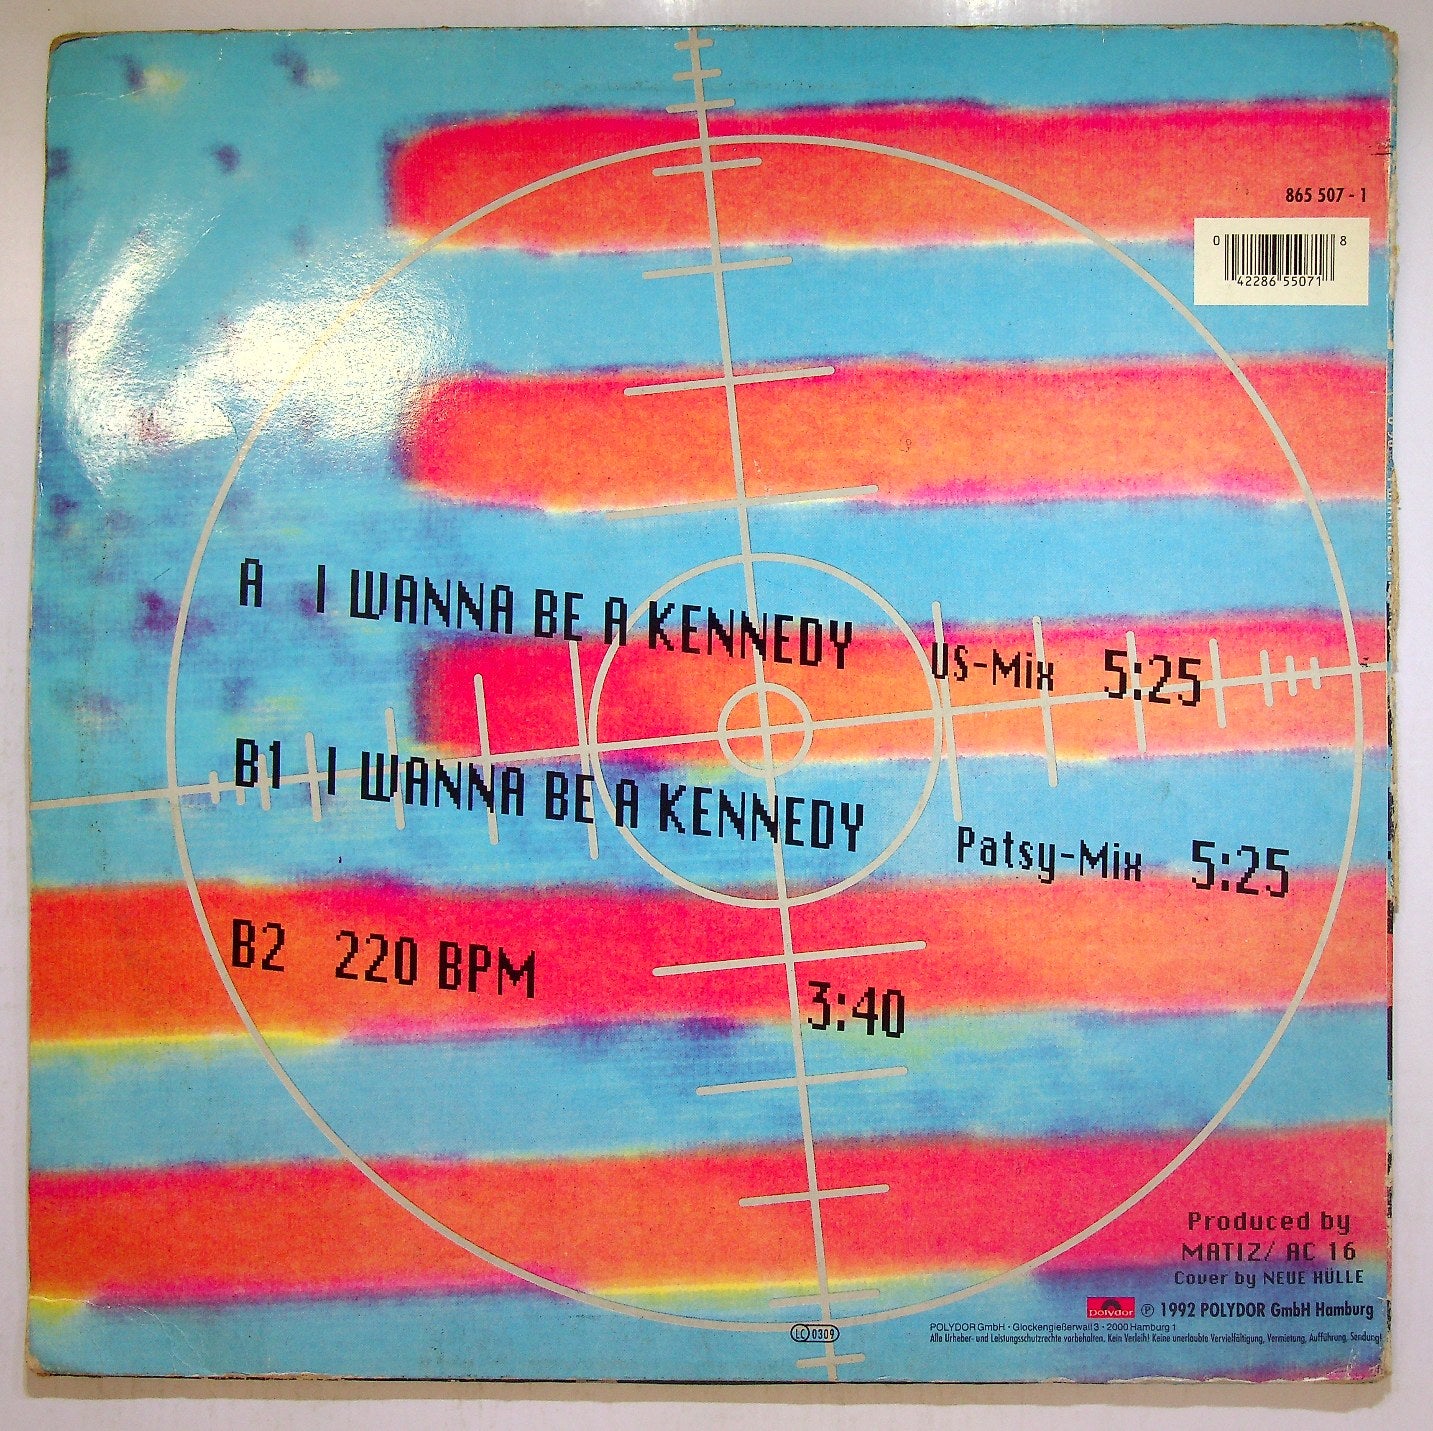 865 507 - 1
0 42286 55071 8
A I WANNA BE A KENNEDY US-Mix 5:25
B1 I WANNA BE A KENNEDY Patsy-Mix 5:25
B2 220 BPM 3:40
Produced by
MATIZ/ AC 16
Cover by NEUE HÜLLE
Polydor ℗ 1992 POLYDOR GmbH Hamburg
LC 0309
POLYDOR GmbH · Glockengießerwall 3 · 2000 Hamburg 1
Alle Urheber- und Leistungsschutzrechte vorbehalten. Kein Verleih! Keine unerlaubte Vervielfältigung, Vermietung, Aufführung, Sendung!